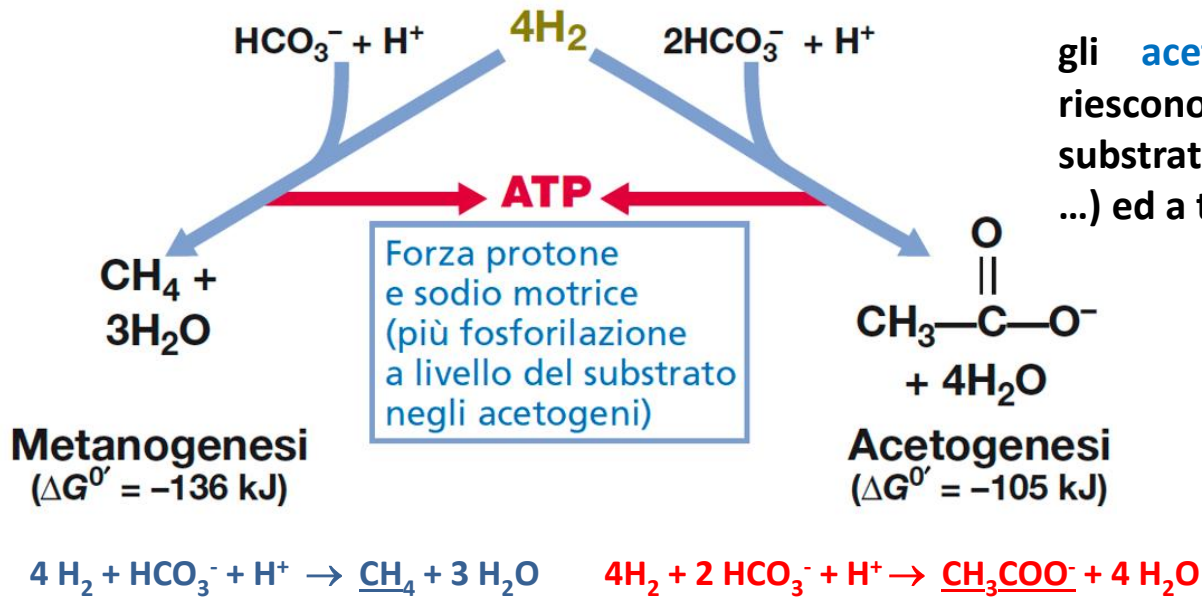 HCO₃⁻ + H⁺
4H₂
2HCO₃⁻ + H⁺
gli
riescono
substrat
...) ed a t
ATP
Forza protone
e sodio motrice
(più fosforilazione
a livello del substrato
negli acetogeni)
CH₄ +
3H₂O
O
CH₃—C—O⁻
+ 4H₂O
Metanogenesi
(ΔG⁰′ = –136 kJ)
Acetogenesi
(ΔG⁰′ = –105 kJ)
4 H₂ + HCO₃⁻ + H⁺ → CH₄ + 3 H₂O
4H₂ + 2 HCO₃⁻ + H⁺ → CH₃COO⁻ + 4 H₂O